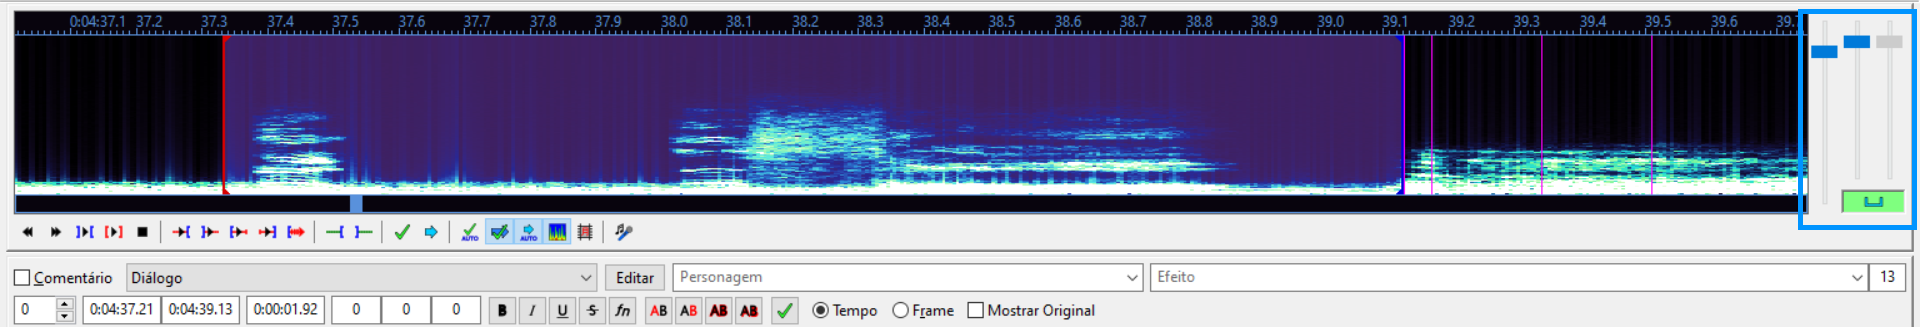 0:04:37.1 37.2 37.3 37.4 37.5 37.6 37.7 37.8 37.9 38.0 38.1 38.2 38.3 38.4 38.5 38.6 38.7 38.8 38.9 39.0 39.1 39.2 39.3 39.4 39.5 39.6 39.7
AUTO AUTO
Comentário Diálogo Editar Personagem Efeito 13
0 0:04:37.21 0:04:39.13 0:00:01.92 0 0 0 B I U S fn AB AB AB AB Tempo Frame Mostrar Original